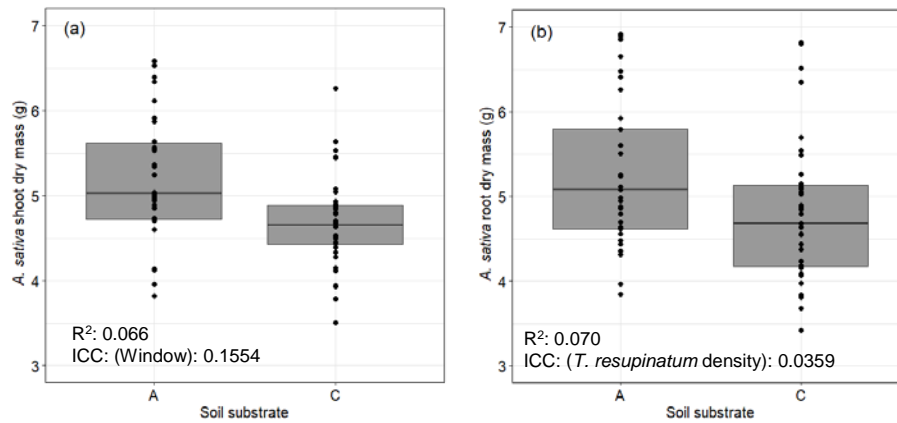 (a)
A. sativa shoot dry mass (g)
7
6
5
4
3
R²: 0.066
ICC: (Window): 0.1554
A C
Soil substrate
(b)
A. sativa root dry mass (g)
7
6
5
4
3
R²: 0.070
ICC: (T. resupinatum density): 0.0359
A C
Soil substrate